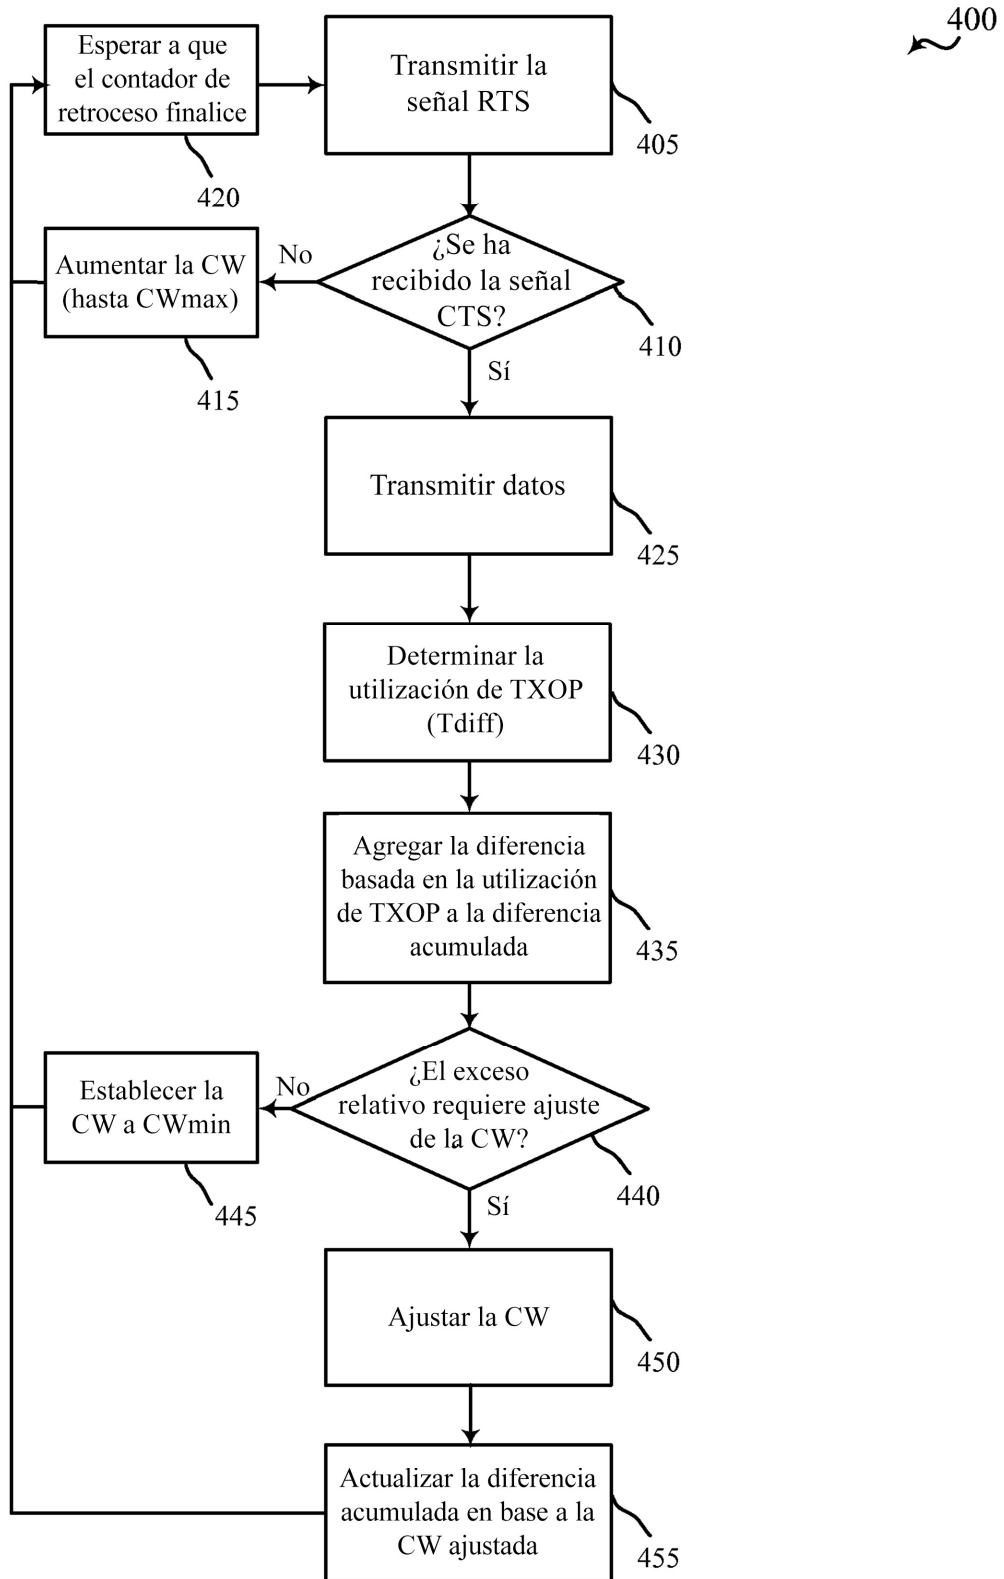 400
Esperar a que
el contador de
retroceso finalice
420
Transmitir la
señal RTS
405
¿Se ha
recibido la señal
CTS?
410
No
Aumentar la CW
(hasta CWmax)
415
Sí
Transmitir datos
425
Determinar la
utilización de TXOP
(Tdiff)
430
Agregar la diferencia
basada en la utilización
de TXOP a la diferencia
acumulada
435
¿El exceso
relativo requiere ajuste
de la CW?
440
No
Establecer la
CW a CWmin
445
Sí
Ajustar la CW
450
Actualizar la diferencia
acumulada en base a la
CW ajustada
455